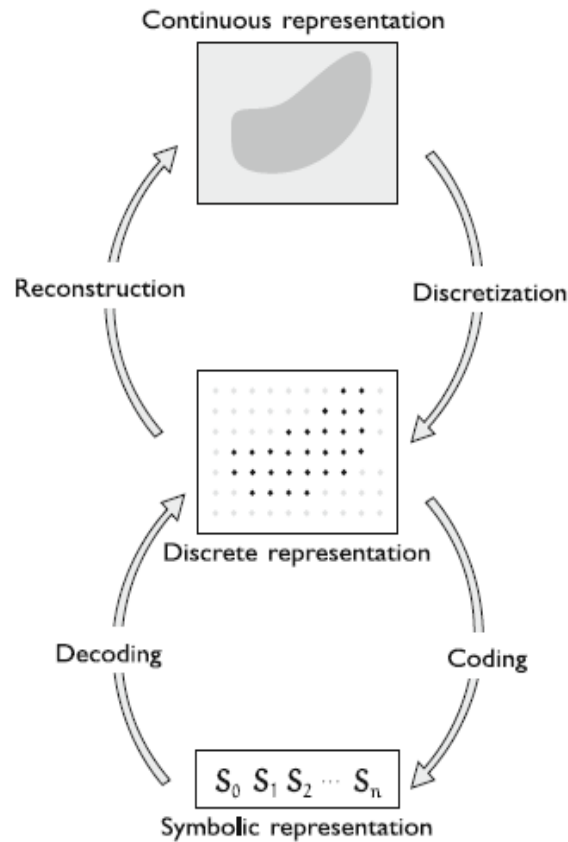 Continuous representation
Reconstruction
Discretization
Discrete representation
Decoding
Coding
S₀ S₁ S₂ ⋯ Sₙ
Symbolic representation